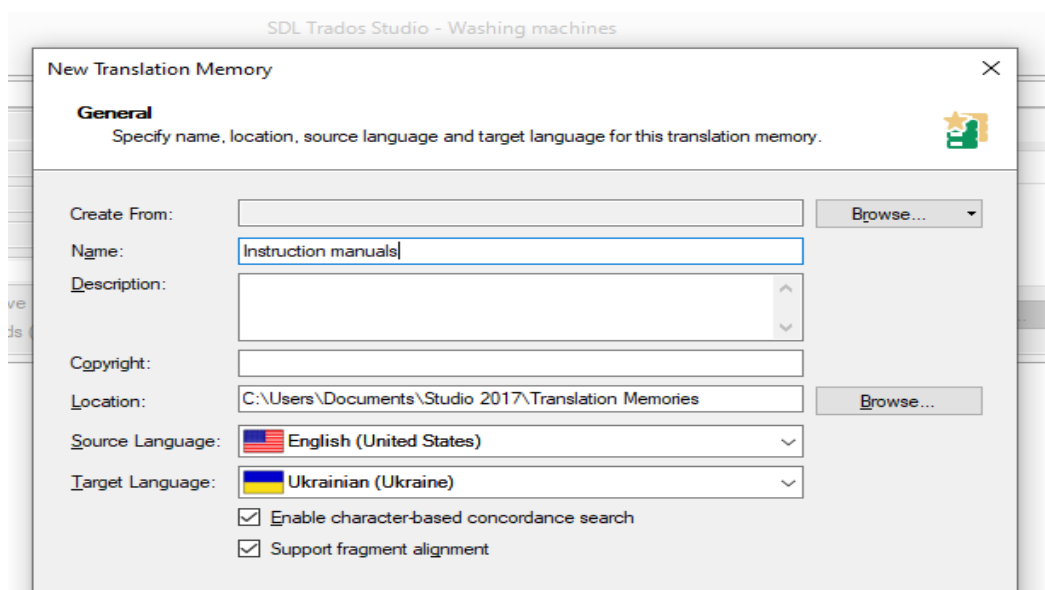 SDL Trados Studio - Washing machines
New Translation Memory
General
Specify name, location, source language and target language for this translation memory.
Create From:
Browse...
Name:
Instruction manuals
Description:
ve
ds (
Copyright:
Location:
C:\Users\Documents\Studio 2017\Translation Memories
Browse...
Source Language:
English (United States)
Target Language:
Ukrainian (Ukraine)
Enable character-based concordance search
Support fragment alignment